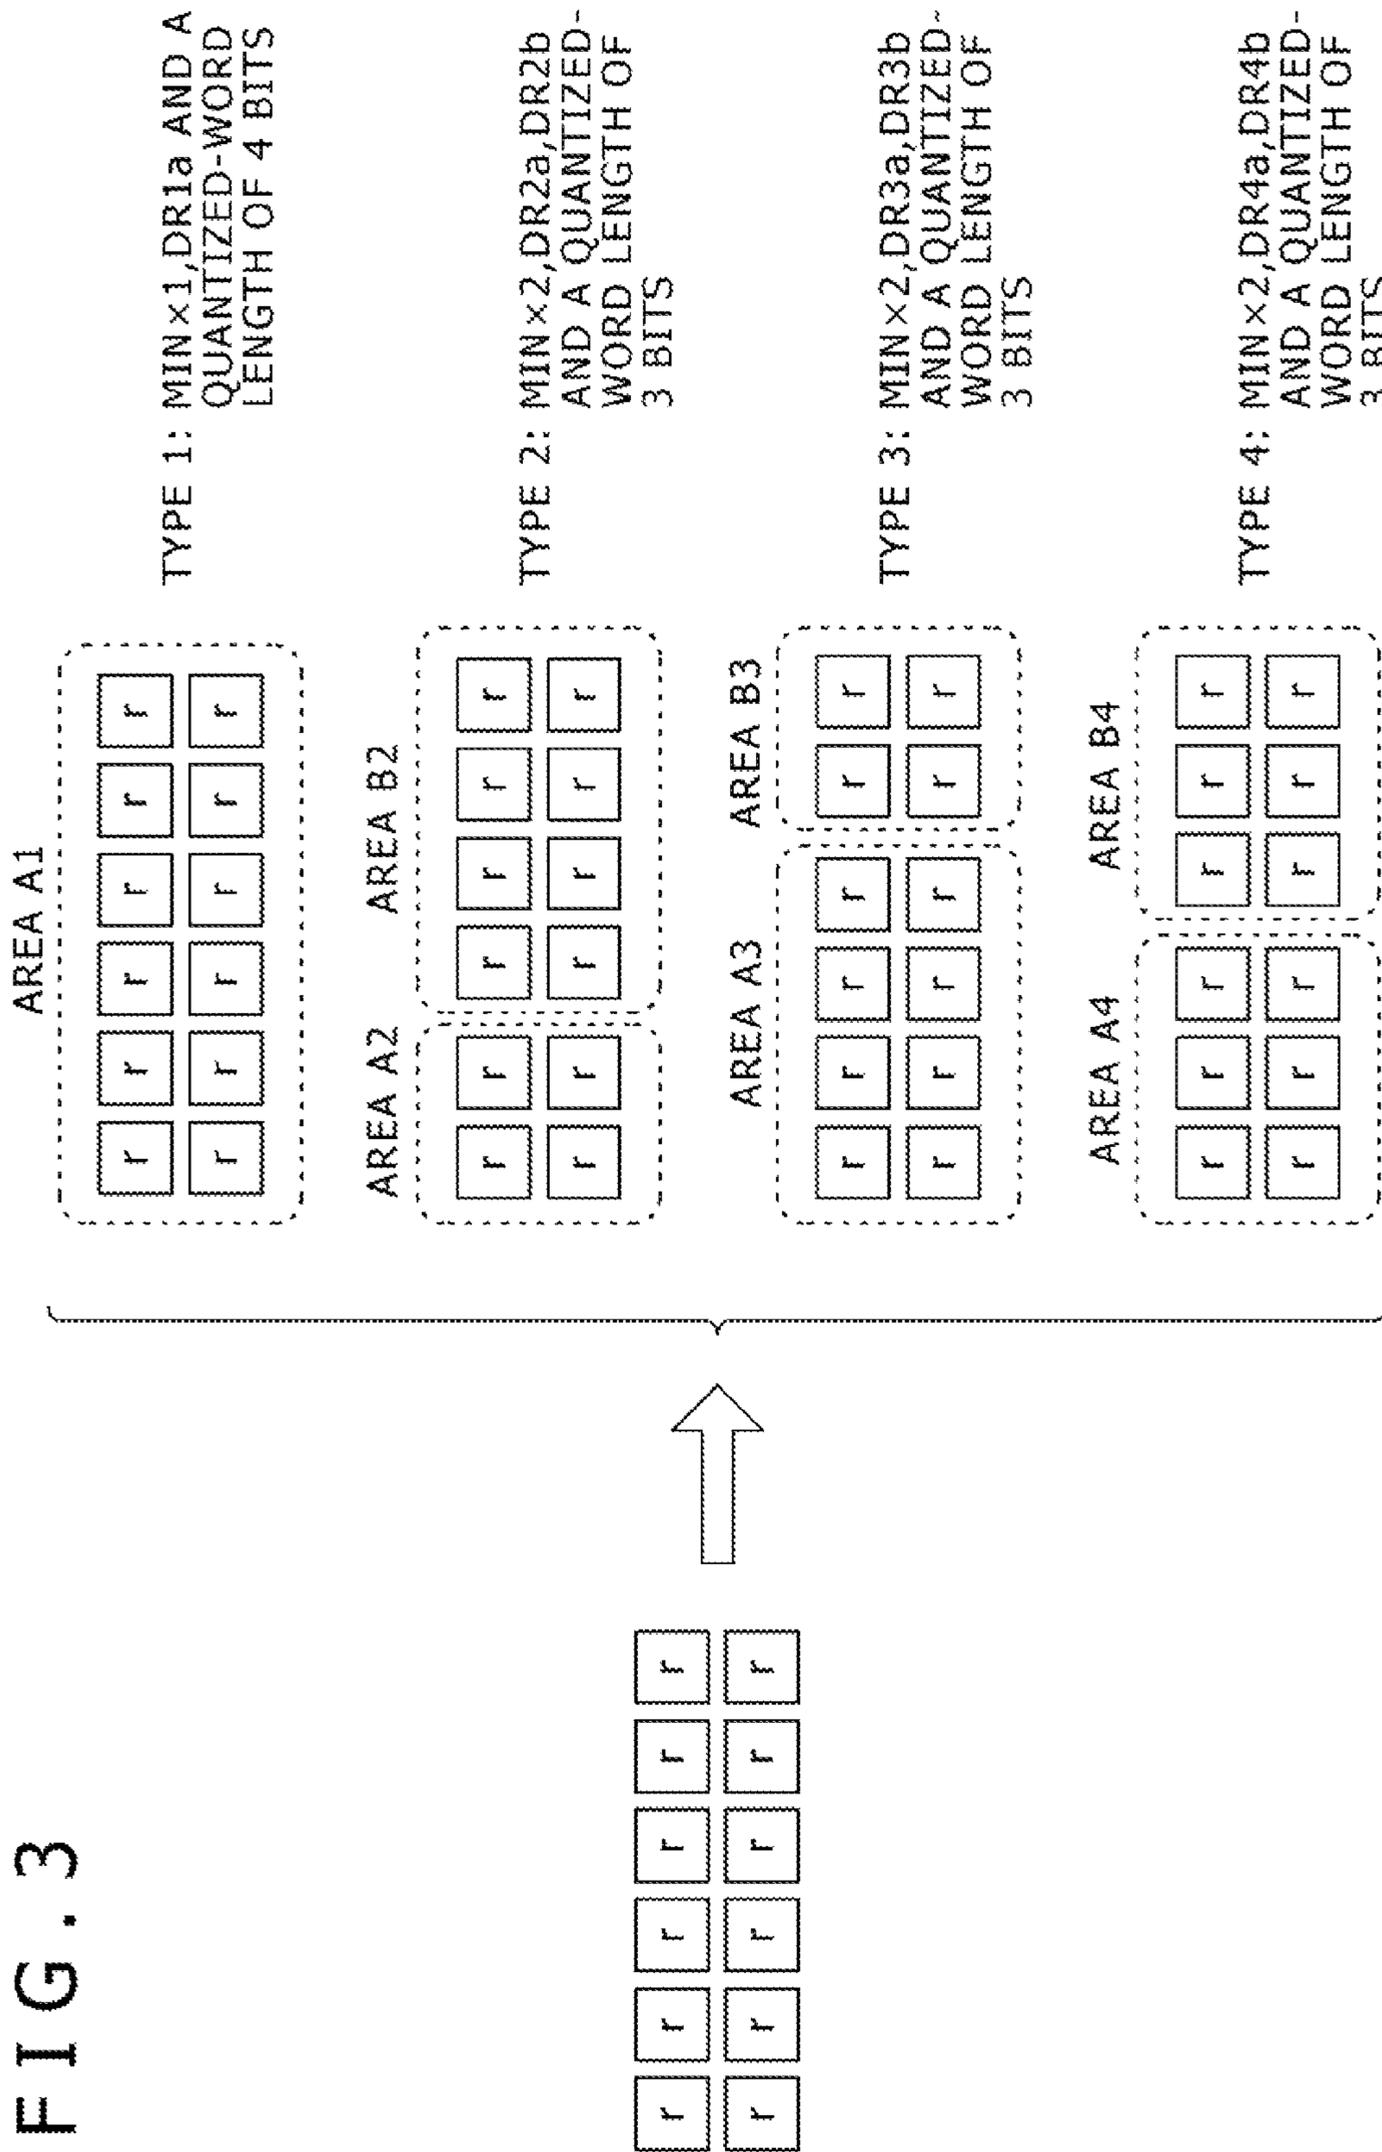 FIG.3
r r r r r r
r r r r r r
AREA A1
r r r r r r
r r r r r r
TYPE 1: MIN×1,DR1a AND A
QUANTIZED-WORD
LENGTH OF 4 BITS
AREA A2 AREA B2
r r r r r r
r r r r r r
TYPE 2: MIN×2,DR2a,DR2b
AND A QUANTIZED-
WORD LENGTH OF
3 BITS
AREA A3 AREA B3
r r r r r r
r r r r r r
TYPE 3: MIN×2,DR3a,DR3b
AND A QUANTIZED-
WORD LENGTH OF
3 BITS
AREA A4 AREA B4
r r r r r r
r r r r r r
TYPE 4: MIN×2,DR4a,DR4b
AND A QUANTIZED-
WORD LENGTH OF
3 BITS